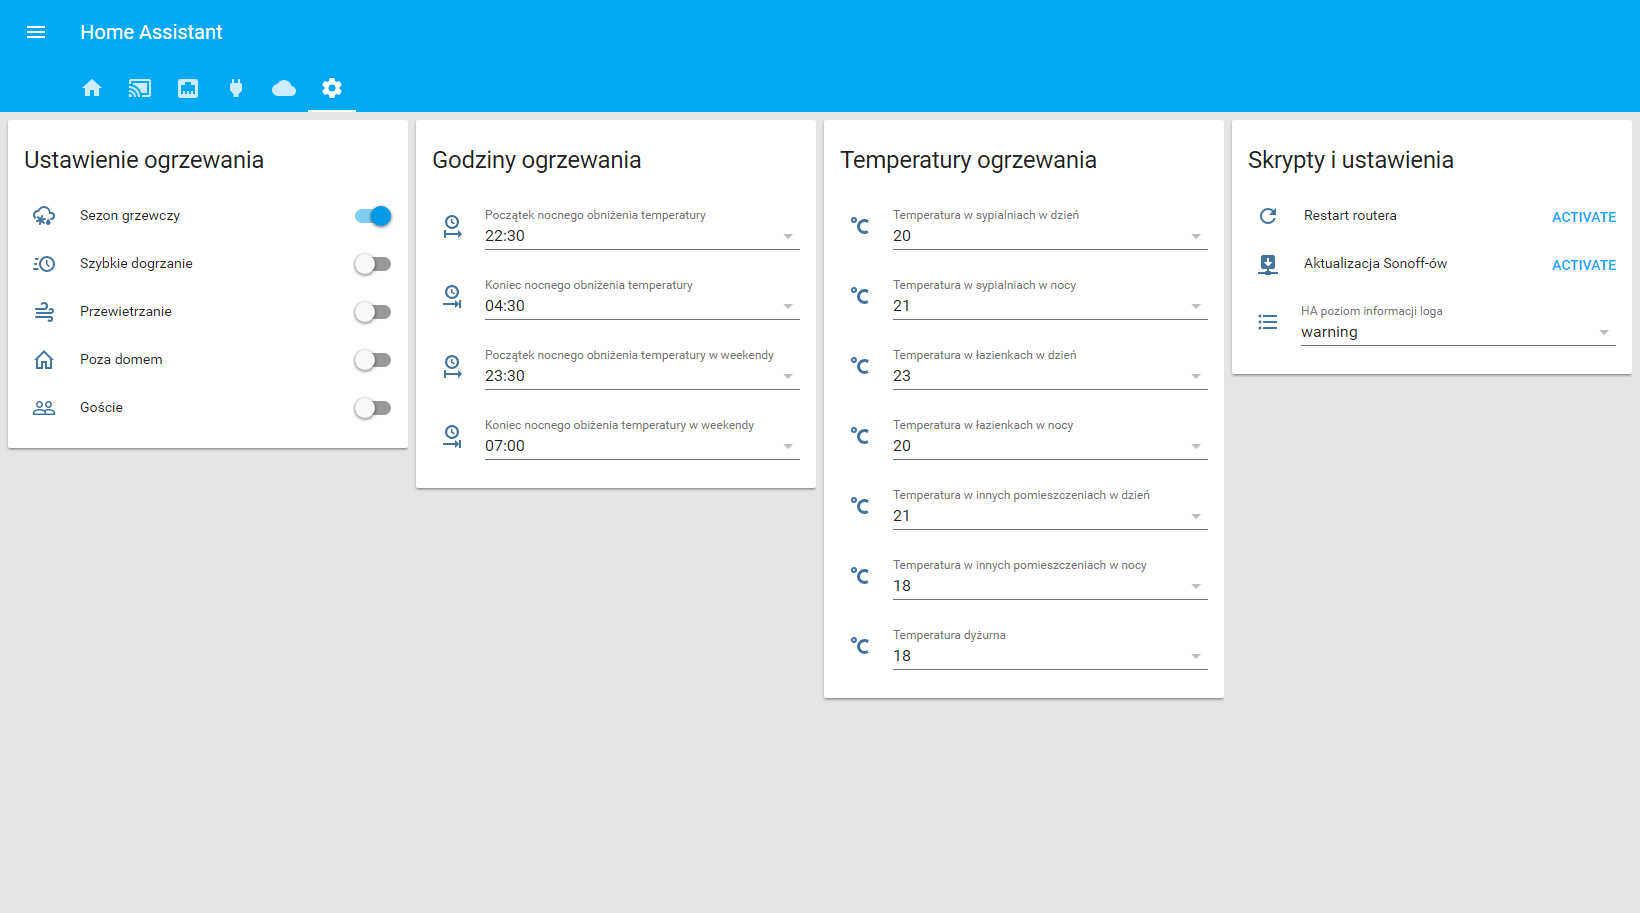 Home Assistant
Ustawienie ogrzewania
Sezon grzewczy
Szybkie dogrzanie
Przewietrzanie
Poza domem
Goście
Godziny ogrzewania
Początek nocnego obniżenia temperatury
22:30
Koniec nocnego obniżenia temperatury
04:30
Początek nocnego obniżenia temperatury w weekendy
23:30
Koniec nocnego obiżenia temperatury w weekendy
07:00
Temperatury ogrzewania
°C Temperatura w sypialniach w dzień
20
°C Temperatura w sypialniach w nocy
21
°C Temperatura w łazienkach w dzień
23
°C Temperatura w łazienkach w nocy
20
°C Temperatura w innych pomieszczeniach w dzień
21
°C Temperatura w innych pomieszczeniach w nocy
18
°C Temperatura dyżurna
18
Skrypty i ustawienia
Restart routera ACTIVATE
Aktualizacja Sonoff-ów ACTIVATE
HA poziom informacji loga
warning